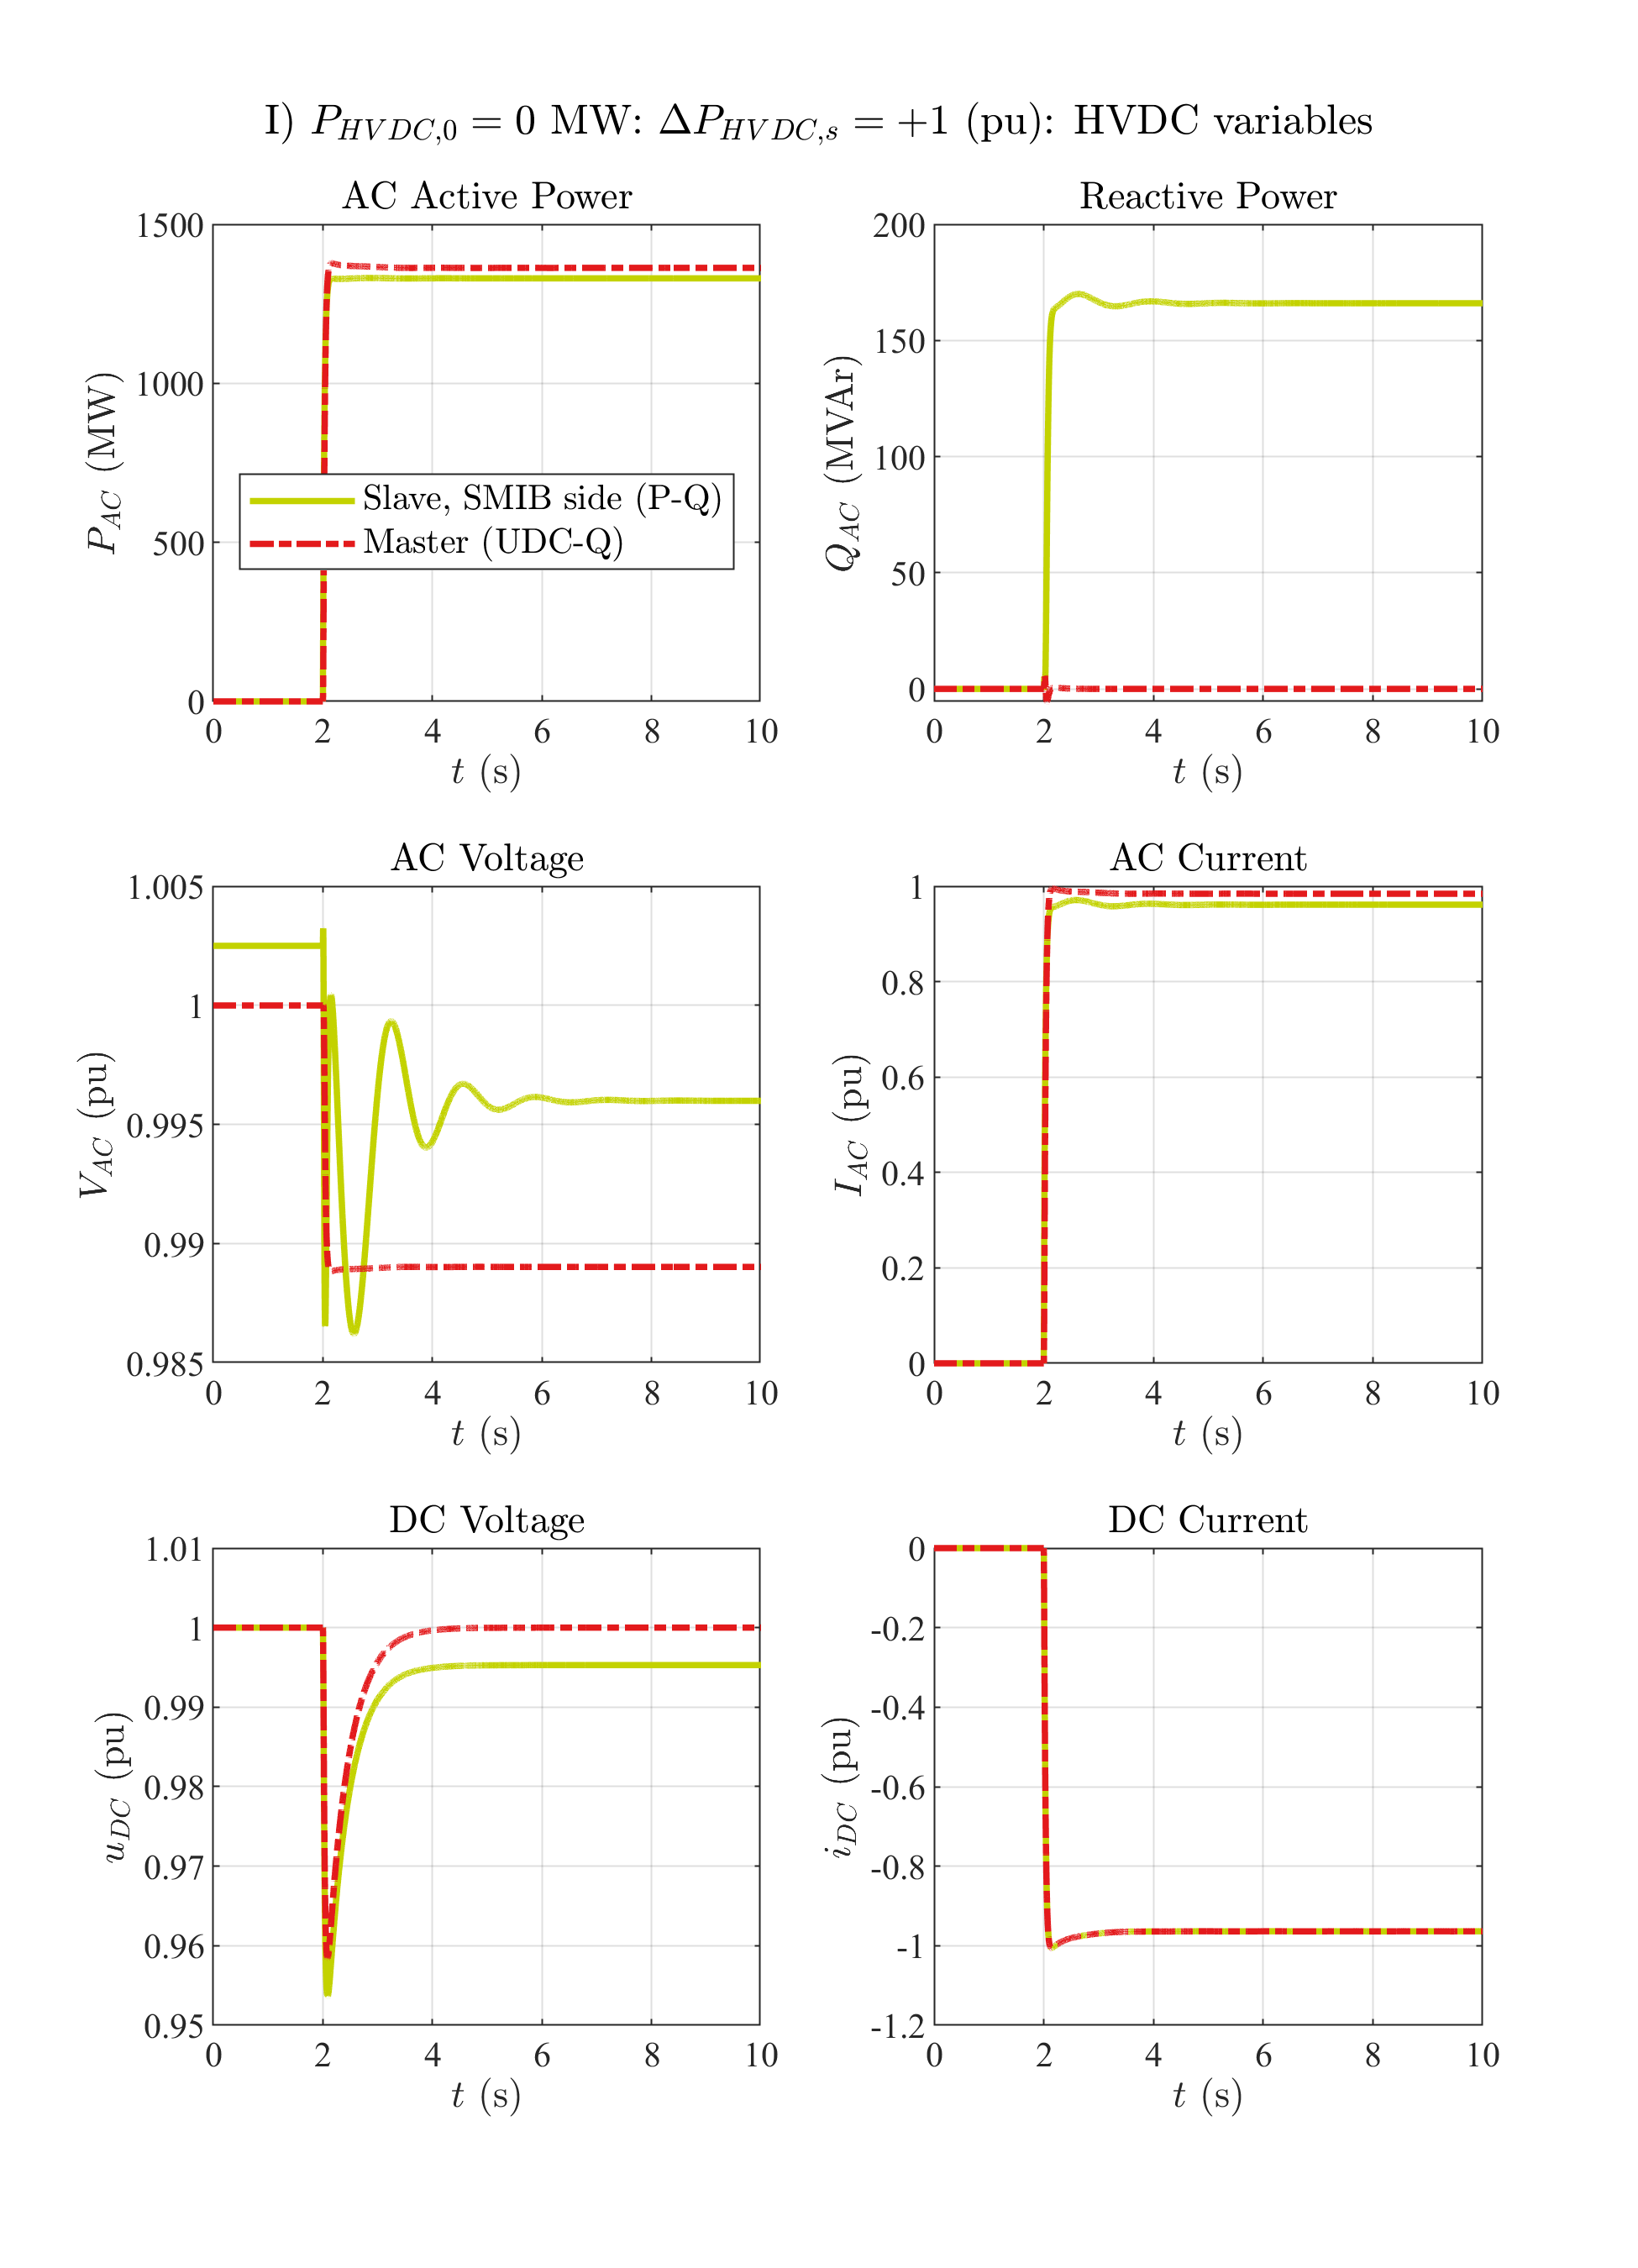 I) P_{HVDC,0} = 0 MW: ΔP_{HVDC,s} = +1 (pu): HVDC variables
AC Active Power
1500
1000
500
0
P_{AC} (MW)
Slave, SMIB side (P-Q)
Master (UDC-Q)
0 2 4 6 8 10
t (s)
Reactive Power
200
150
100
50
0
Q_{AC} (MVAr)
0 2 4 6 8 10
t (s)
AC Voltage
1.005
1
0.995
0.99
0.985
V_{AC} (pu)
0 2 4 6 8 10
t (s)
AC Current
1
0.8
0.6
0.4
0.2
0
I_{AC} (pu)
0 2 4 6 8 10
t (s)
DC Voltage
1.01
1
0.99
0.98
0.97
0.96
0.95
u_{DC} (pu)
0 2 4 6 8 10
t (s)
DC Current
0
-0.2
-0.4
-0.6
-0.8
-1
-1.2
i_{DC} (pu)
0 2 4 6 8 10
t (s)